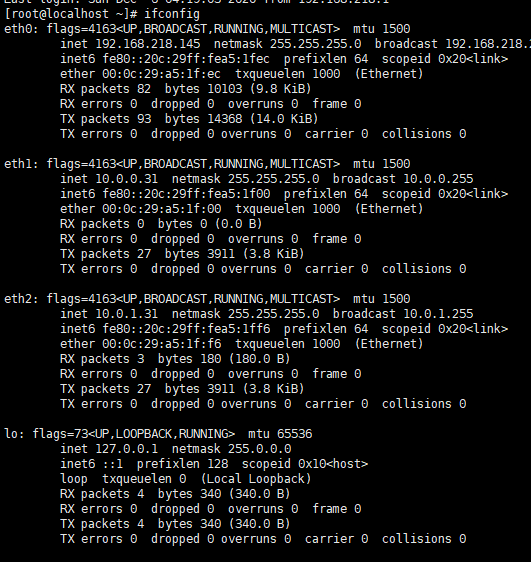 [root@localhost ~]# ifconfig
eth0: flags=4163<UP,BROADCAST,RUNNING,MULTICAST>  mtu 1500
        inet 192.168.218.145  netmask 255.255.255.0  broadcast 192.168.218.2
        inet6 fe80::20c:29ff:fea5:1fec  prefixlen 64  scopeid 0x20<link>
        ether 00:0c:29:a5:1f:ec  txqueuelen 1000  (Ethernet)
        RX packets 82  bytes 10103 (9.8 KiB)
        RX errors 0  dropped 0  overruns 0  frame 0
        TX packets 93  bytes 14368 (14.0 KiB)
        TX errors 0  dropped 0 overruns 0  carrier 0  collisions 0

eth1: flags=4163<UP,BROADCAST,RUNNING,MULTICAST>  mtu 1500
        inet 10.0.0.31  netmask 255.255.255.0  broadcast 10.0.0.255
        inet6 fe80::20c:29ff:fea5:1f00  prefixlen 64  scopeid 0x20<link>
        ether 00:0c:29:a5:1f:00  txqueuelen 1000  (Ethernet)
        RX packets 0  bytes 0 (0.0 B)
        RX errors 0  dropped 0  overruns 0  frame 0
        TX packets 27  bytes 3911 (3.8 KiB)
        TX errors 0  dropped 0 overruns 0  carrier 0  collisions 0

eth2: flags=4163<UP,BROADCAST,RUNNING,MULTICAST>  mtu 1500
        inet 10.0.1.31  netmask 255.255.255.0  broadcast 10.0.1.255
        inet6 fe80::20c:29ff:fea5:1ff6  prefixlen 64  scopeid 0x20<link>
        ether 00:0c:29:a5:1f:f6  txqueuelen 1000  (Ethernet)
        RX packets 3  bytes 180 (180.0 B)
        RX errors 0  dropped 0  overruns 0  frame 0
        TX packets 27  bytes 3911 (3.8 KiB)
        TX errors 0  dropped 0 overruns 0  carrier 0  collisions 0

lo: flags=73<UP,LOOPBACK,RUNNING>  mtu 65536
        inet 127.0.0.1  netmask 255.0.0.0
        inet6 ::1  prefixlen 128  scopeid 0x10<host>
        loop  txqueuelen 0  (Local Loopback)
        RX packets 4  bytes 340 (340.0 B)
        RX errors 0  dropped 0  overruns 0  frame 0
        TX packets 4  bytes 340 (340.0 B)
        TX errors 0  dropped 0 overruns 0  carrier 0  collisions 0